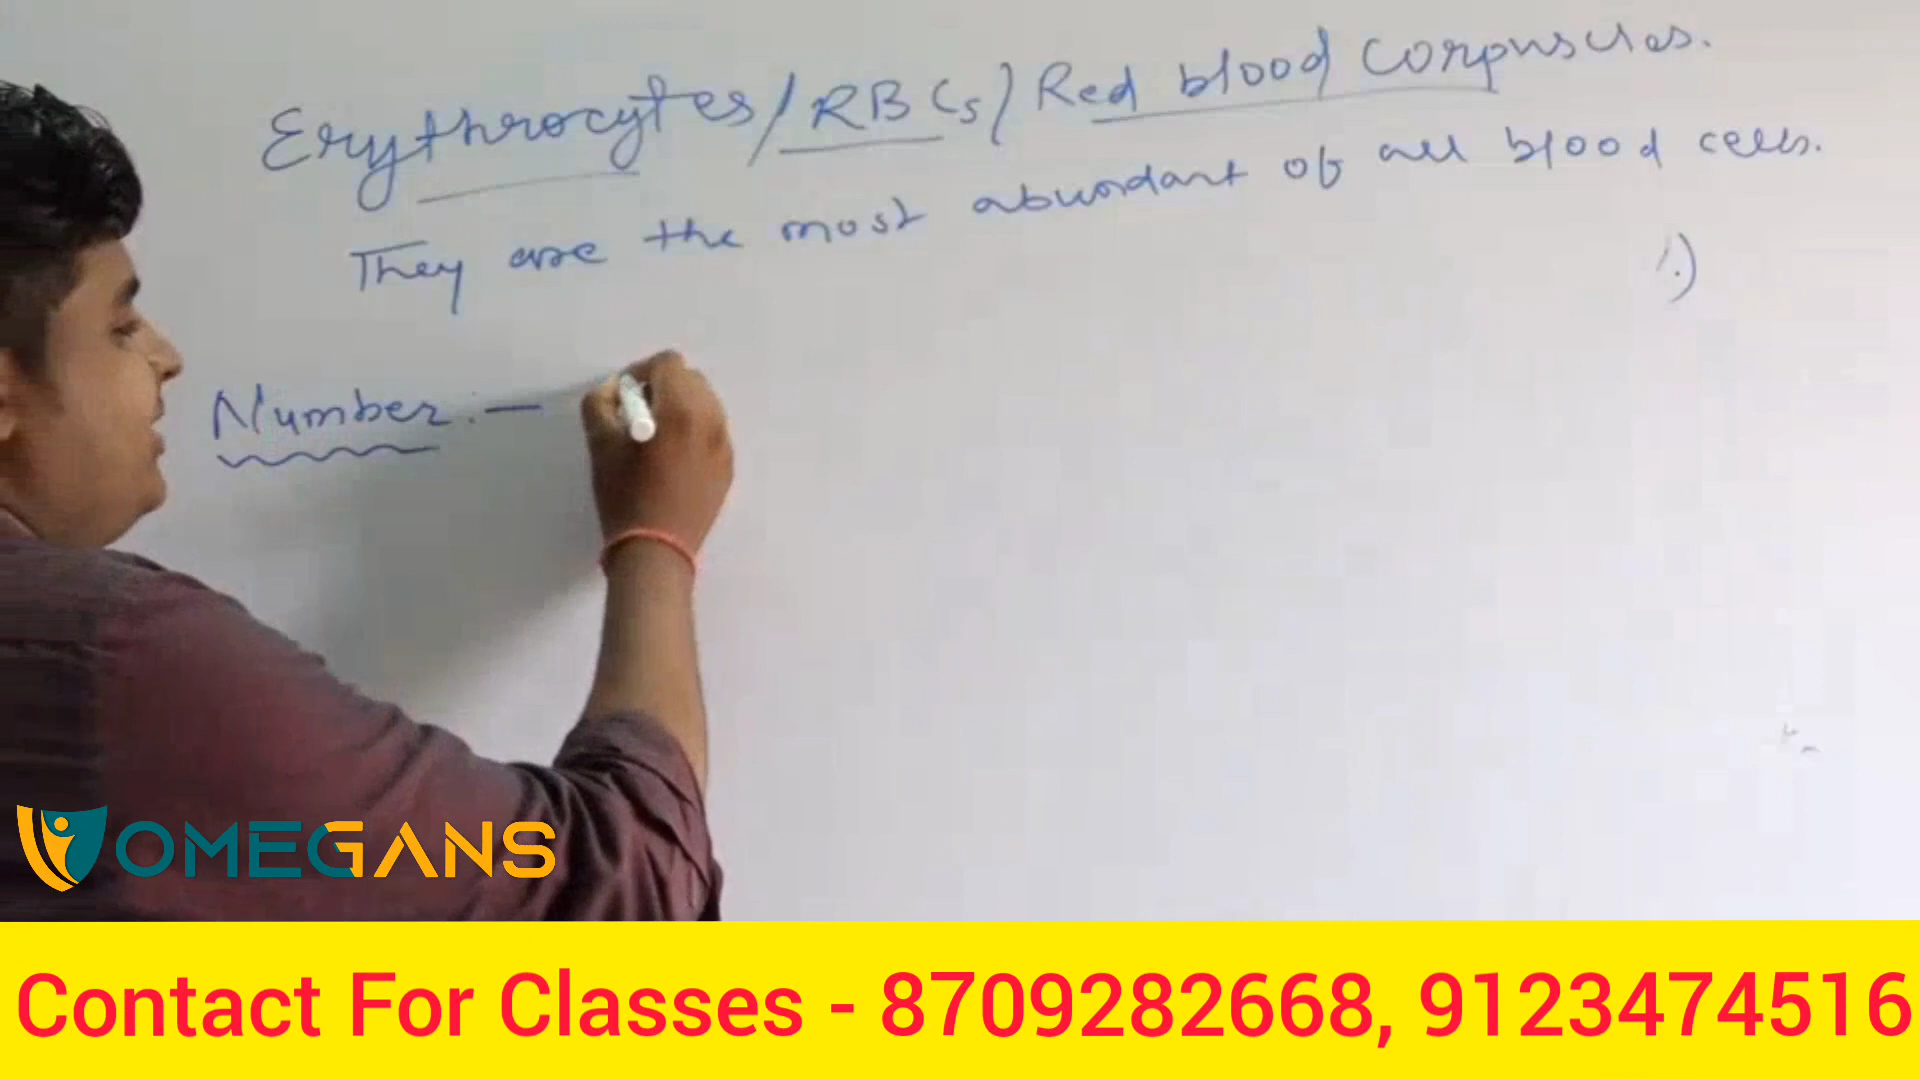 Erythrocytes/RBCs/Red blood corpuscles.
They are the most abundant of all blood cells.
1.)
Number :-
OMEGANS
Contact For Classes - 8709282668, 9123474516